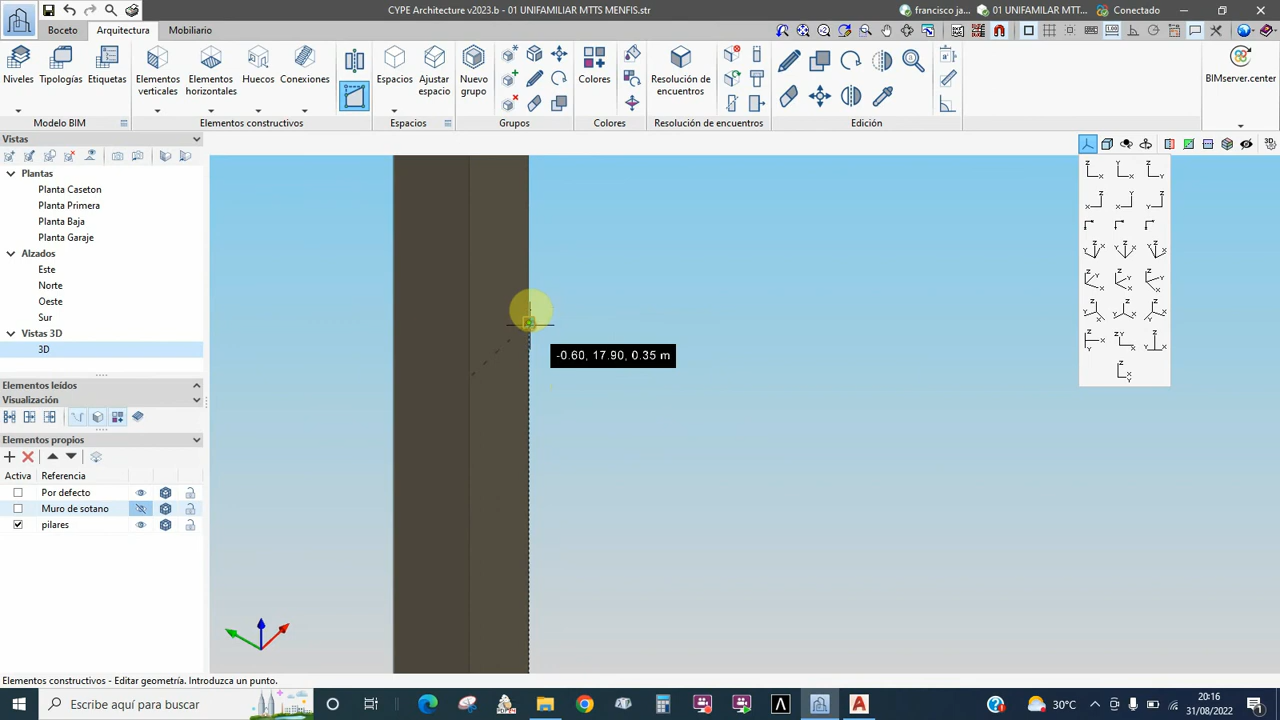 CYPE Architecture v2023.b - 01 UNIFAMILIAR MTTS MENFIS.str
francisco ja...
01 UNIFAMILAR MTT...
Conectado
Boceto
Arquitectura
Mobiliario
Niveles
Tipologías
Etiquetas
Elementos verticales
Elementos horizontales
Huecos
Conexiones
Espacios
Ajustar espacio
Nuevo grupo
Colores
Resolución de encuentros
BIMserver.center
Modelo BIM
Elementos constructivos
Espacios
Grupos
Colores
Resolución de encuentros
Edición
Vistas
Plantas
Planta Caseton
Planta Primera
Planta Baja
Planta Garaje
Alzados
Este
Norte
Oeste
Sur
Vistas 3D
3D
-0.60, 17.90, 0.35 m
Elementos leídos
Visualización
Elementos propios
Activa Referencia
Por defecto
Muro de sotano
pilares
Elementos constructivos - Editar geometría. Introduzca un punto.
Escribe aquí para buscar
30°C
20:16
31/08/2022